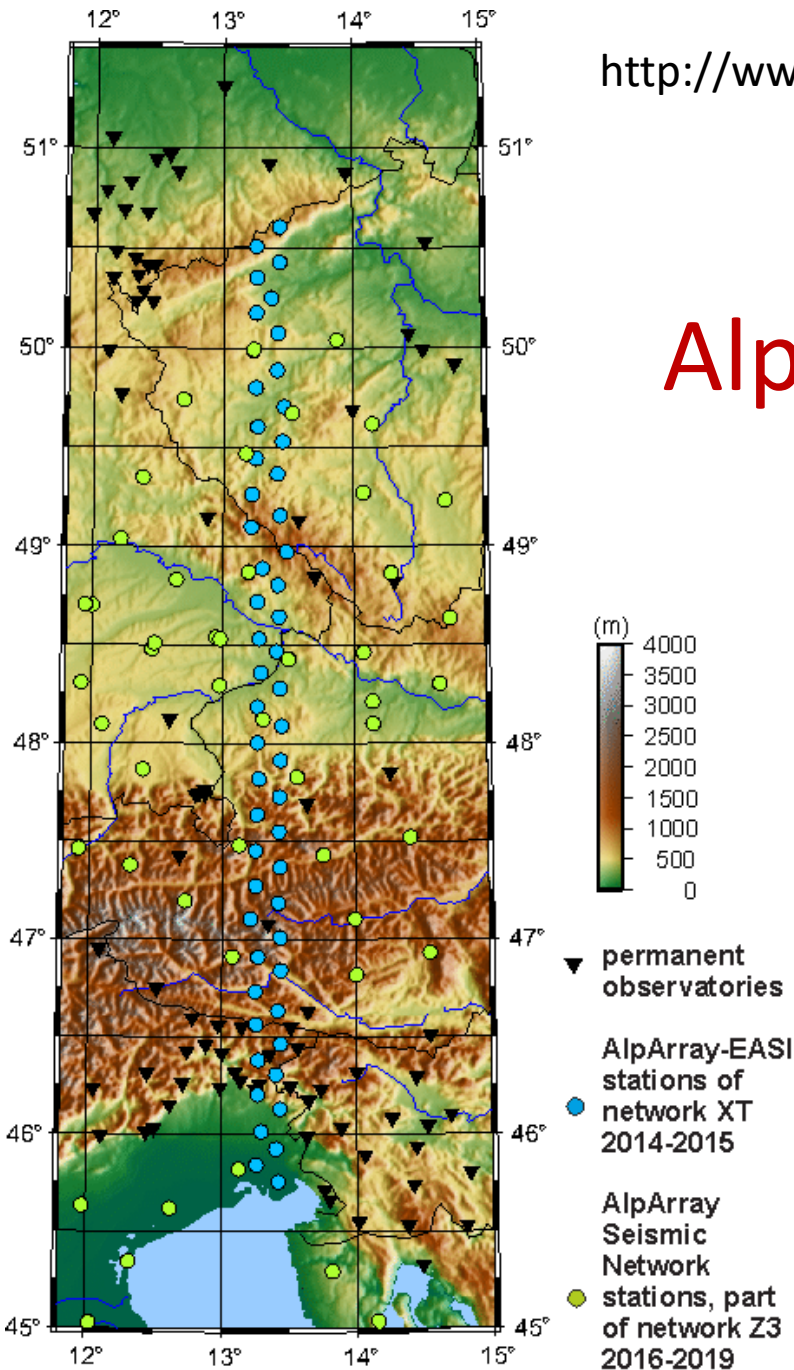 12° 13° 14° 15°
http://ww
51° 51°
Alp
50° 50°
49° 49°
(m)
4000
3500
3000
2500
2000
1500
1000
500
0
48° 48°
47° 47°
permanent
observatories
AlpArray-EASI
stations of
network XT
2014-2015
46° 46°
AlpArray
Seismic
Network
stations, part
of network Z3
2016-2019
45° 45°
12° 13° 14° 15°